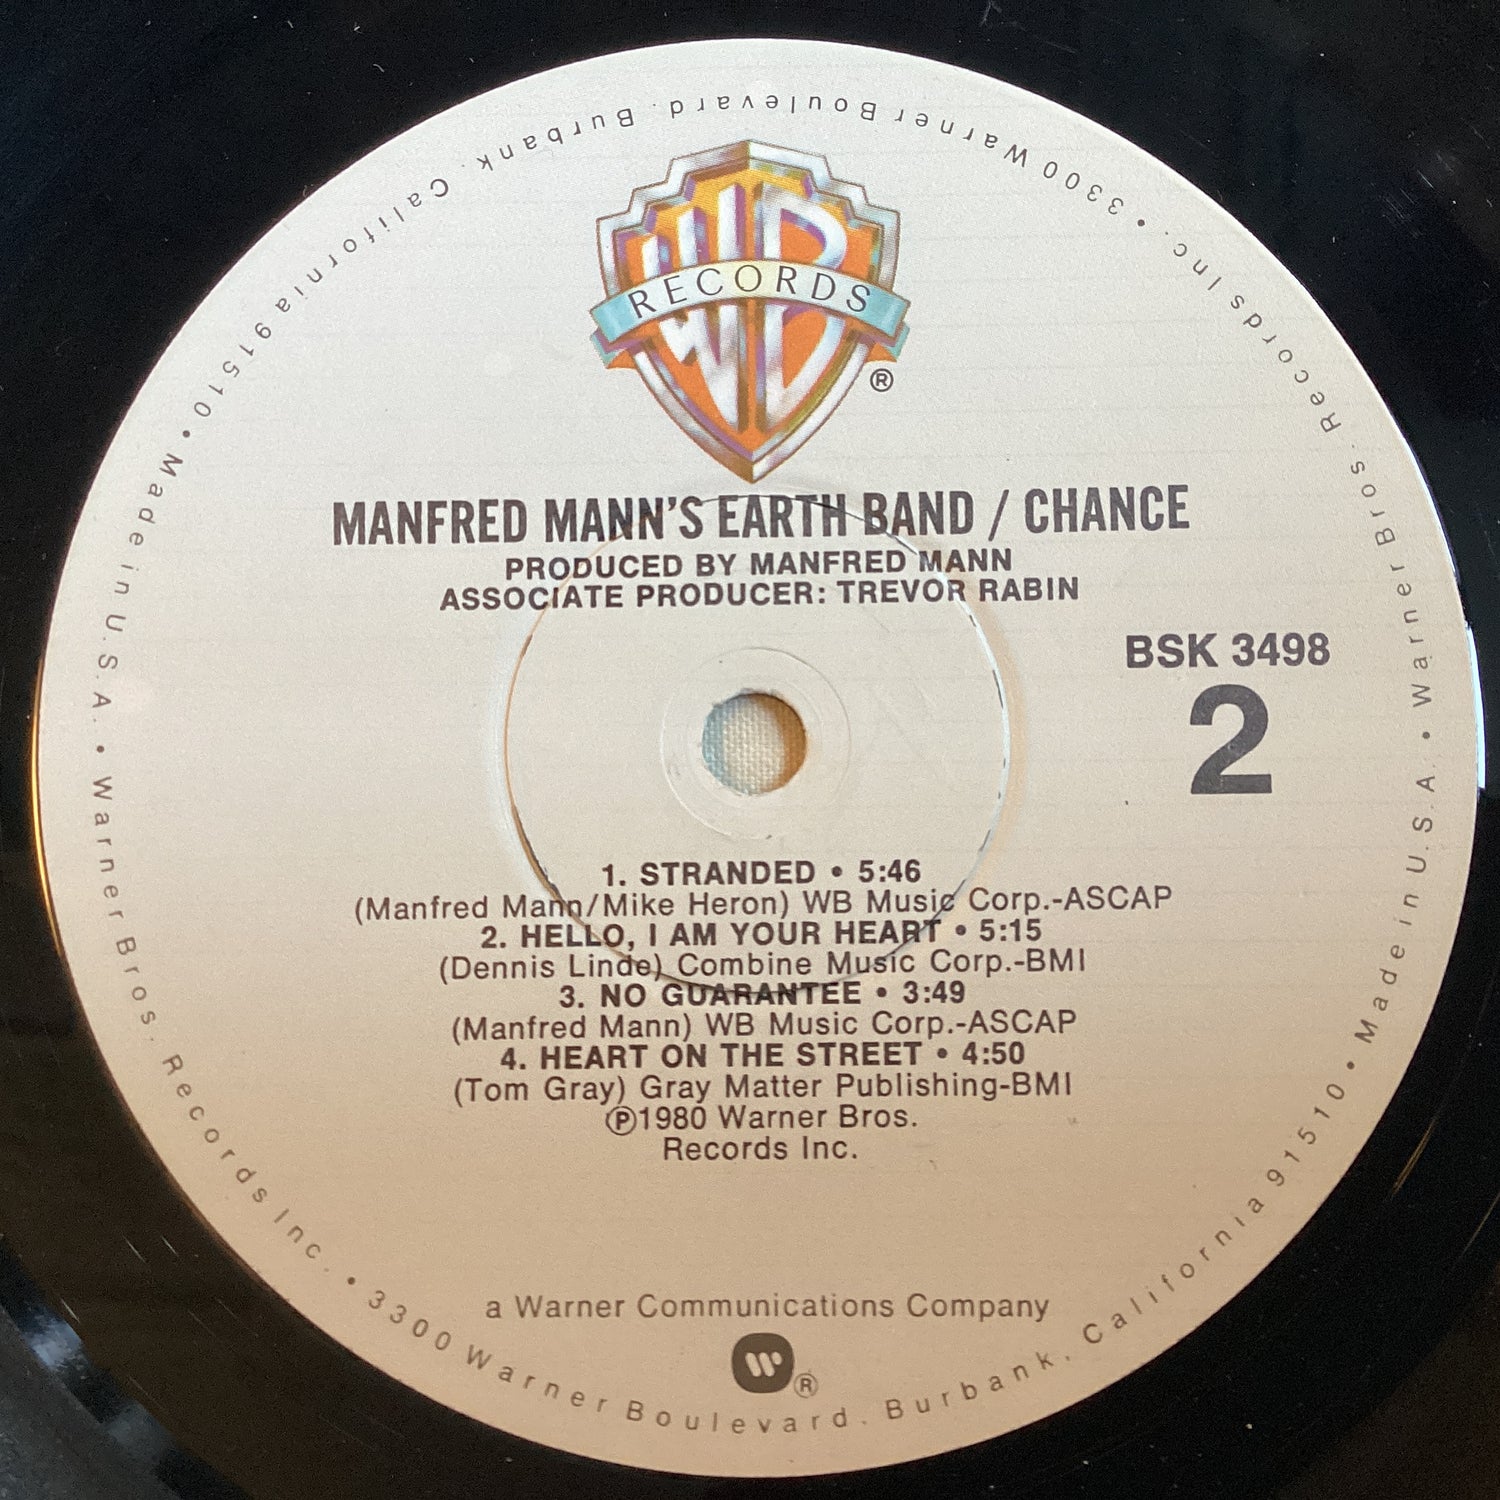 WB
RECORDS
®
MANFRED MANN'S EARTH BAND / CHANCE
PRODUCED BY MANFRED MANN
ASSOCIATE PRODUCER: TREVOR RABIN
BSK 3498
2
1. STRANDED • 5:46
(Manfred Mann/Mike Heron) WB Music Corp.-ASCAP
2. HELLO, I AM YOUR HEART • 5:15
(Dennis Linde) Combine Music Corp.-BMI
3. NO GUARANTEE • 3:49
(Manfred Mann) WB Music Corp.-ASCAP
4. HEART ON THE STREET • 4:50
(Tom Gray) Gray Matter Publishing-BMI
℗1980 Warner Bros.
Records Inc.
a Warner Communications Company
W®
Warner Bros. Records Inc. • 3300 Warner Boulevard. Burbank. California 91510 • Made in U.S.A. • Warner Bros. Records Inc. • 3300 Warner Boulevard. Burbank. California 91510 • Made in U.S.A. •